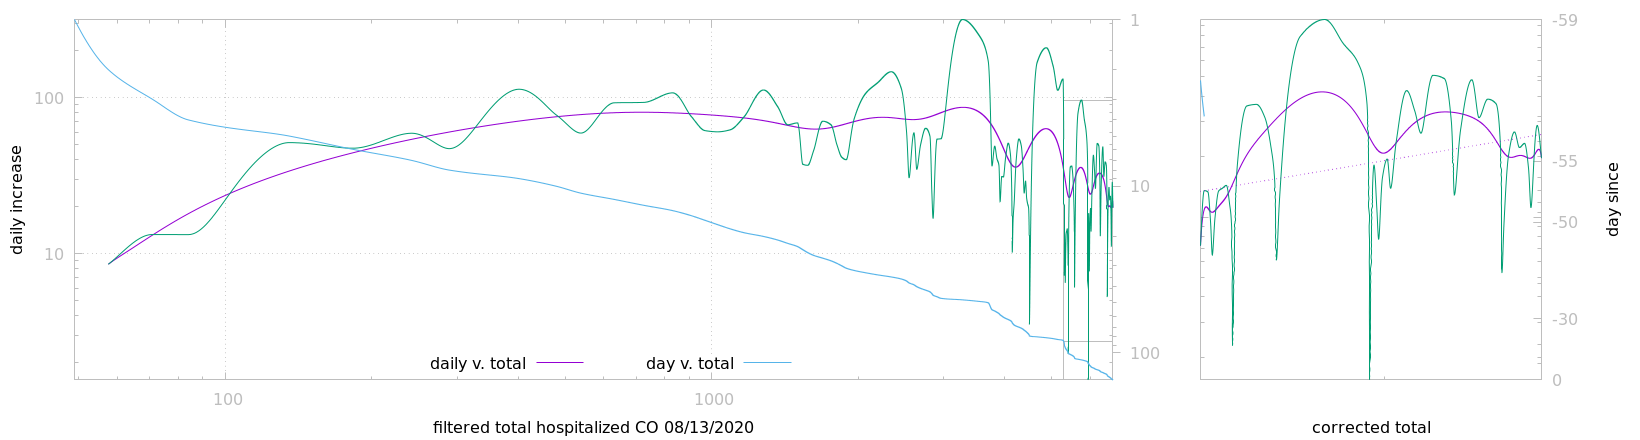 daily increase
100
10
1
10
100
daily v. total
day v. total
100
1000
filtered total hospitalized CO 08/13/2020
-59
-55
-50
-30
0
day since
corrected total